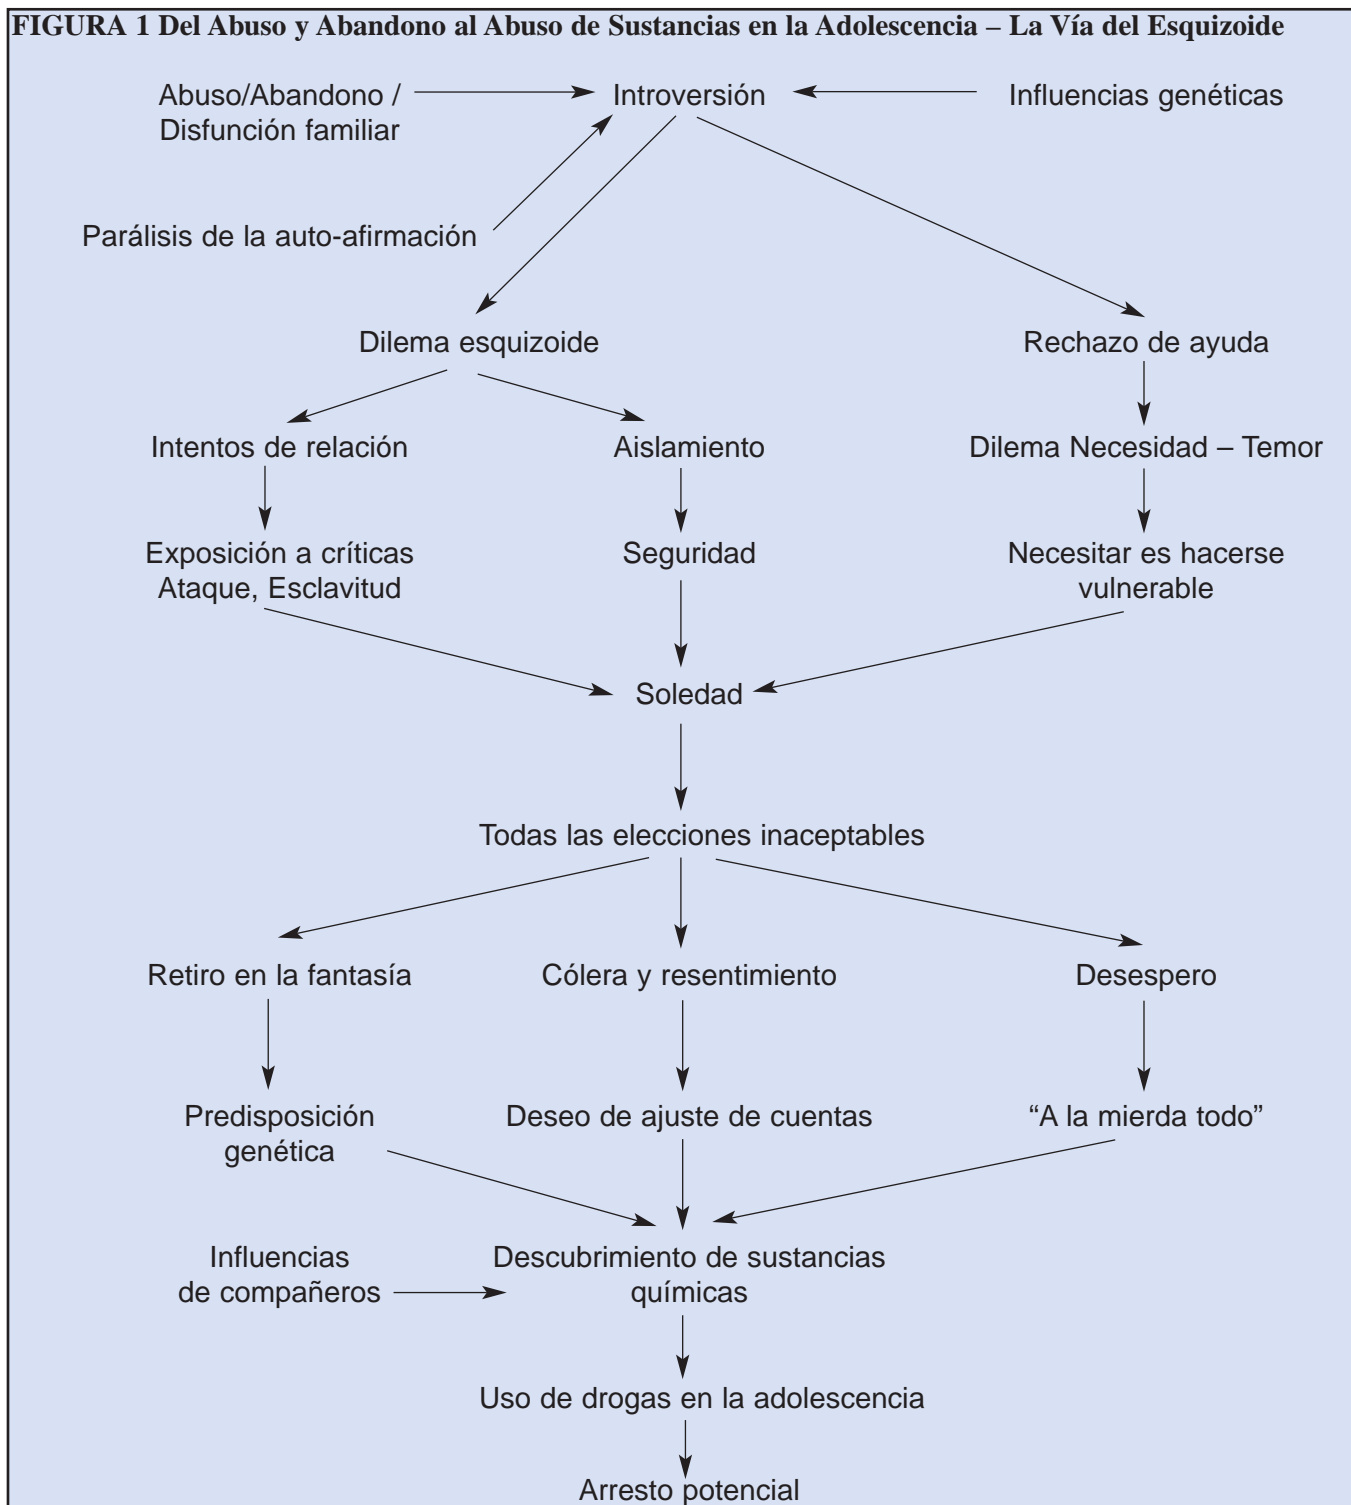 FIGURA 1 Del Abuso y Abandono al Abuso de Sustancias en la Adolescencia – La Vía del Esquizoide
Abuso/Abandono /
Disfunción familiar
Introversión
Influencias genéticas
Parálisis de la auto-afirmación
Dilema esquizoide
Rechazo de ayuda
Intentos de relación
Aislamiento
Dilema Necesidad – Temor
Exposición a críticas
Ataque, Esclavitud
Seguridad
Necesitar es hacerse
vulnerable
Soledad
Todas las elecciones inaceptables
Retiro en la fantasía
Cólera y resentimiento
Desespero
Predisposición
genética
Deseo de ajuste de cuentas
“A la mierda todo”
Influencias
de compañeros
Descubrimiento de sustancias
químicas
Uso de drogas en la adolescencia
Arresto potencial